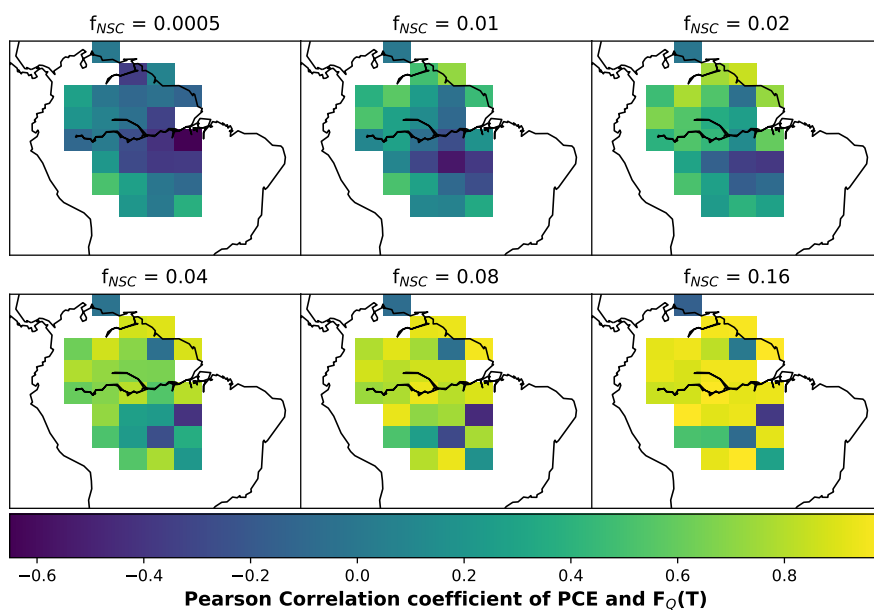 f_NSC = 0.0005 f_NSC = 0.01 f_NSC = 0.02
f_NSC = 0.04 f_NSC = 0.08 f_NSC = 0.16
−0.6 −0.4 −0.2 0.0 0.2 0.4 0.6 0.8
Pearson Correlation coefficient of PCE and F_Q(T)